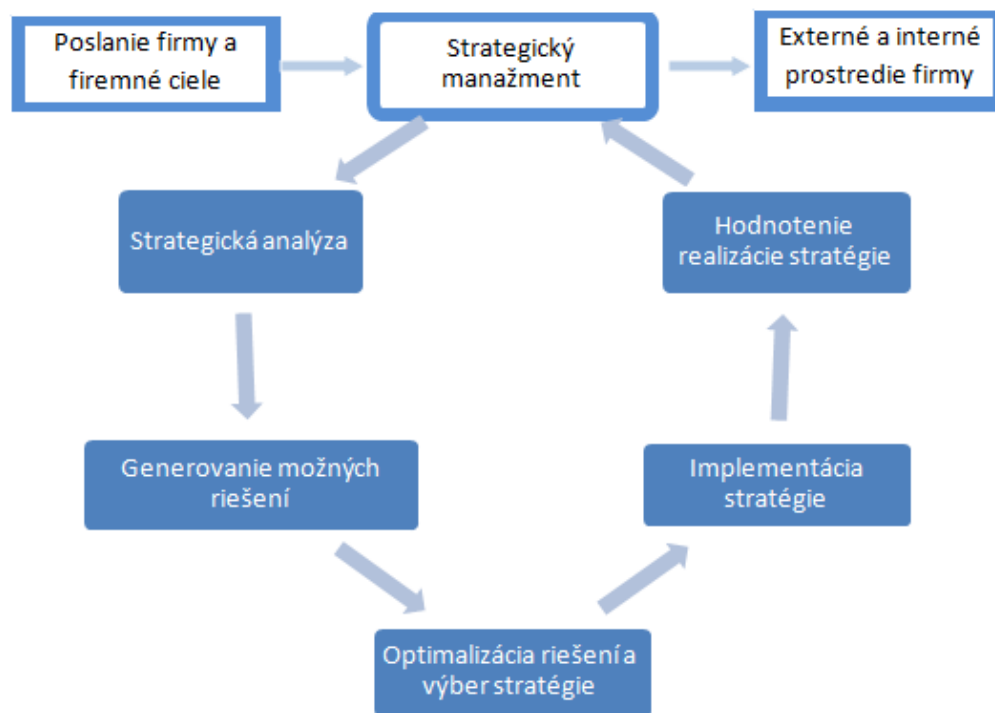 Poslanie firmy a
firemné ciele
Strategický
manažment
Externé a interné
prostredie firmy
Strategická analýza
Hodnotenie
realizácie stratégie
Generovanie možných
riešení
Implementácia
stratégie
Optimalizácia riešení a
výber stratégie